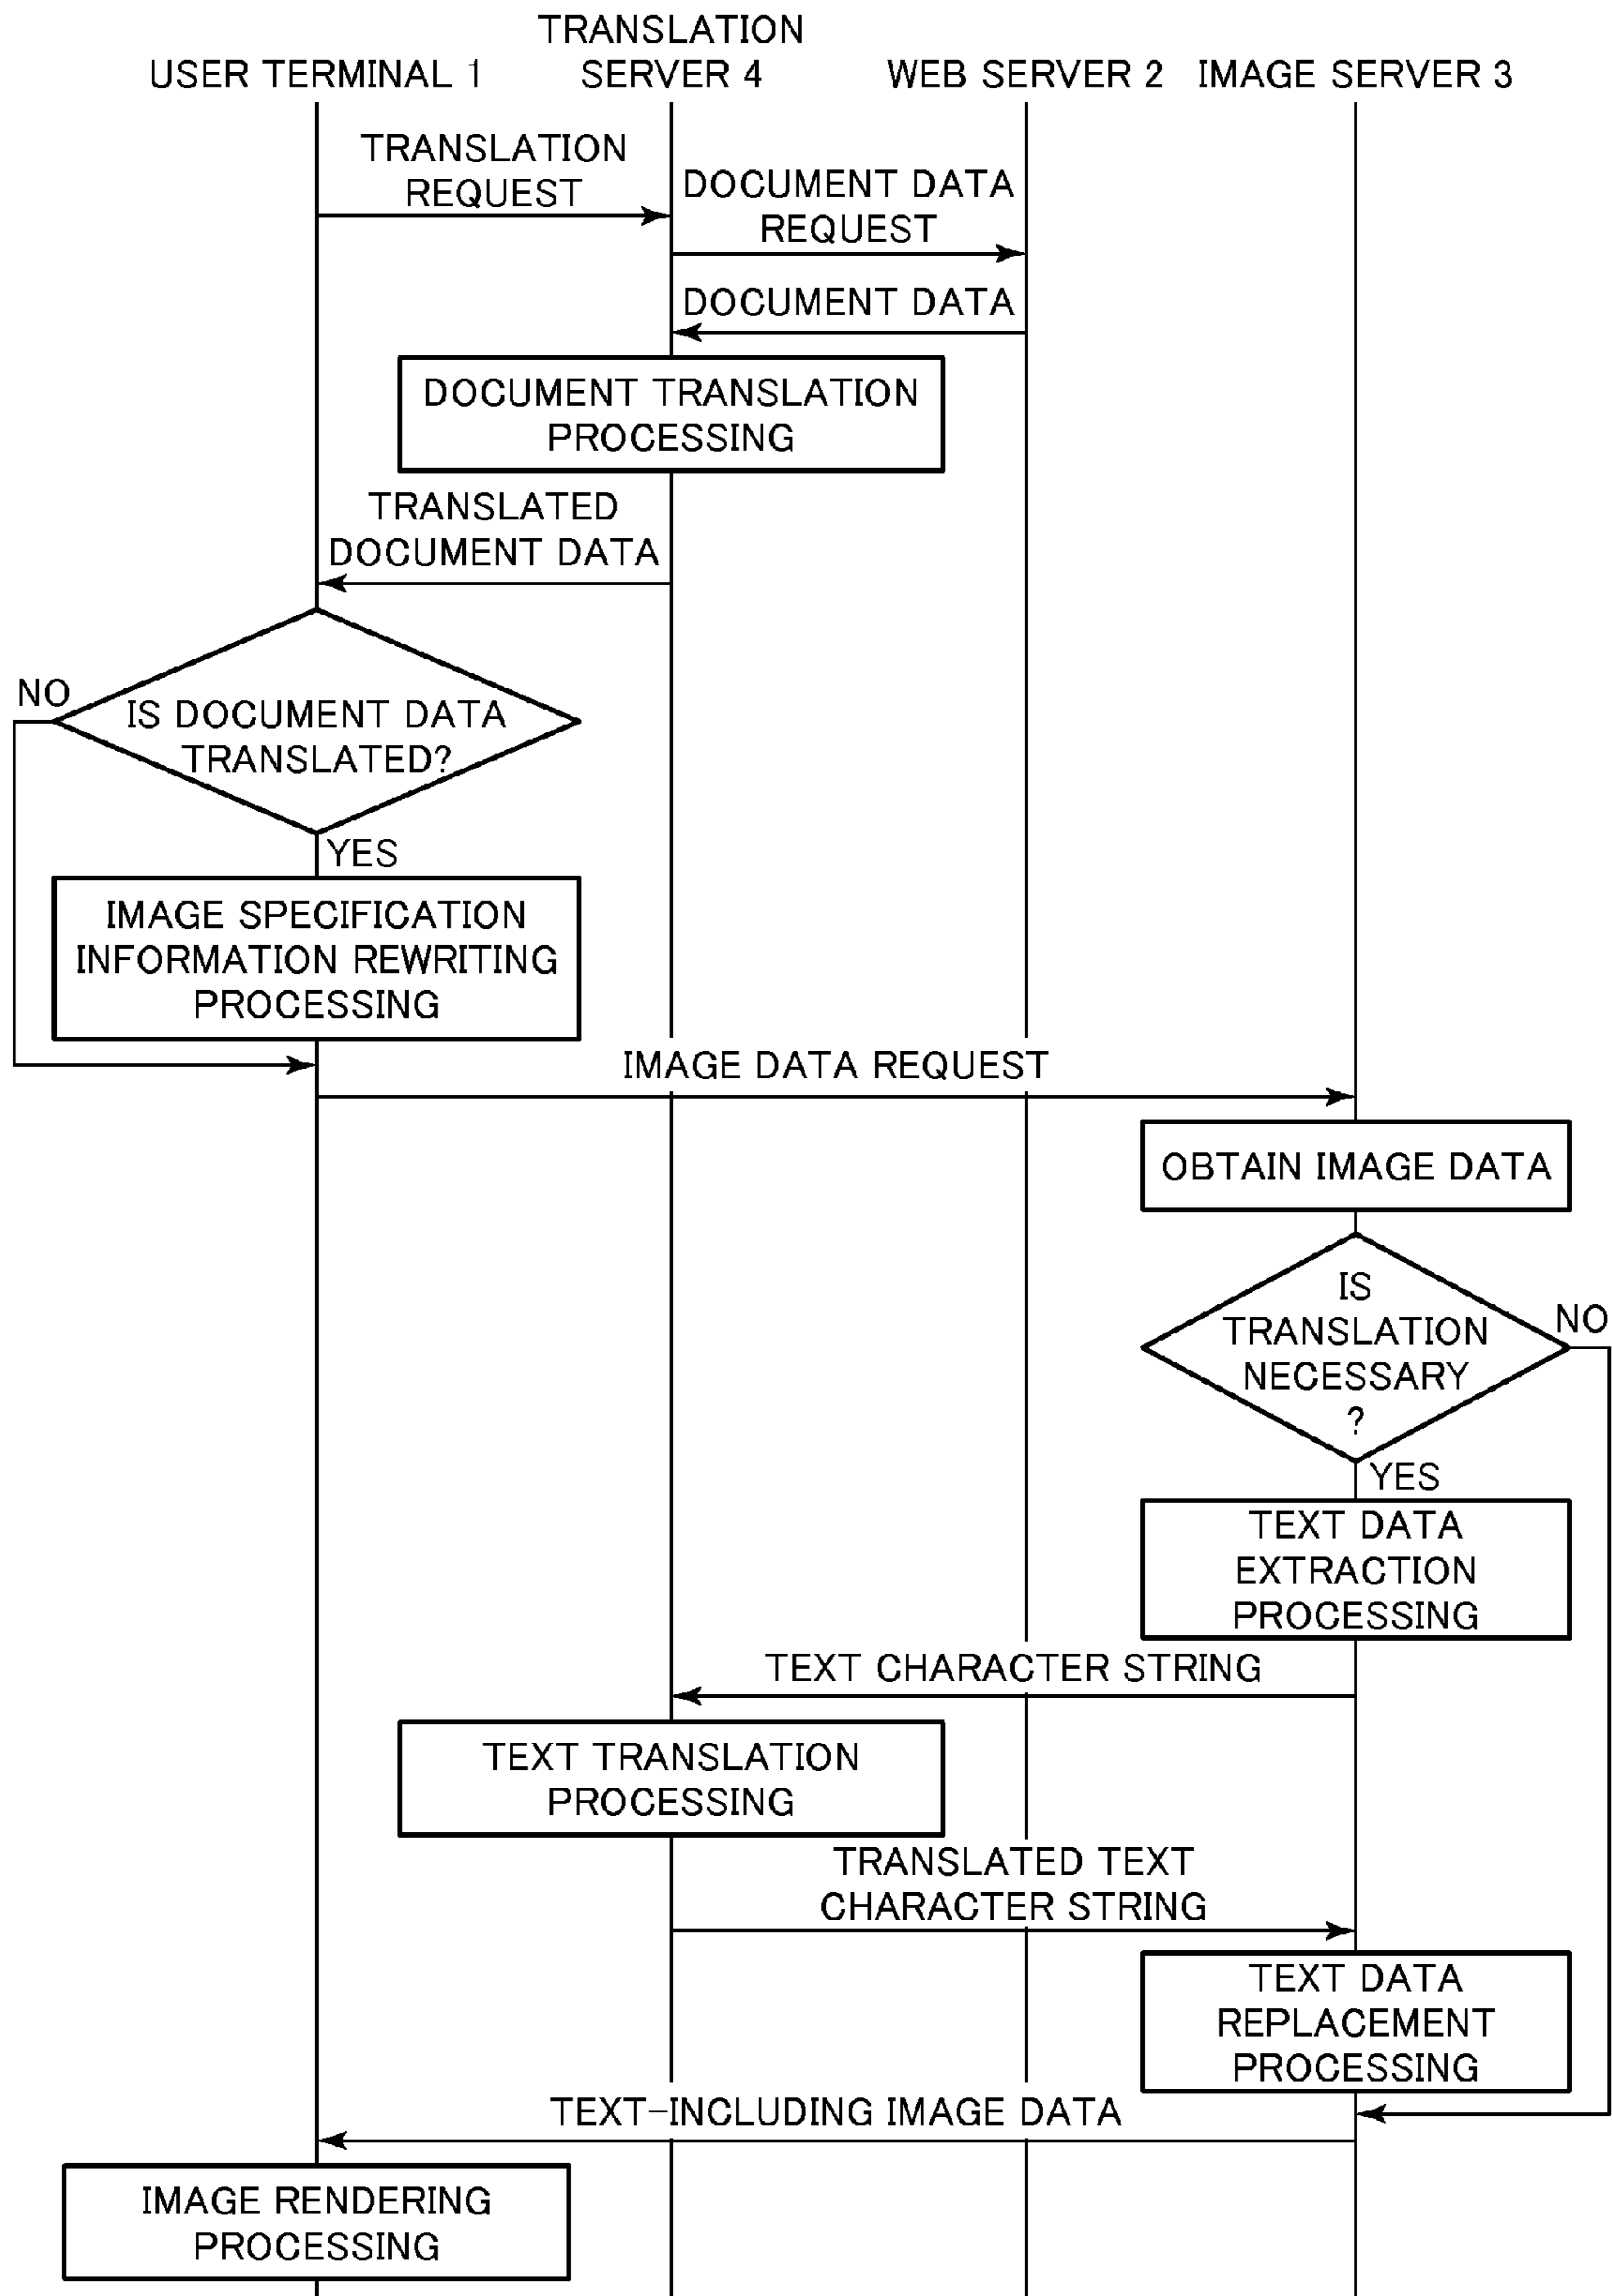 TRANSLATION
USER TERMINAL 1 SERVER 4 WEB SERVER 2 IMAGE SERVER 3
TRANSLATION
REQUEST
DOCUMENT DATA
REQUEST
DOCUMENT DATA
DOCUMENT TRANSLATION
PROCESSING
TRANSLATED
DOCUMENT DATA
NO
IS DOCUMENT DATA
TRANSLATED?
YES
IMAGE SPECIFICATION
INFORMATION REWRITING
PROCESSING
IMAGE DATA REQUEST
OBTAIN IMAGE DATA
IS
TRANSLATION
NECESSARY
?
NO
YES
TEXT DATA
EXTRACTION
PROCESSING
TEXT CHARACTER STRING
TEXT TRANSLATION
PROCESSING
TRANSLATED TEXT
CHARACTER STRING
TEXT DATA
REPLACEMENT
PROCESSING
TEXT-INCLUDING IMAGE DATA
IMAGE RENDERING
PROCESSING